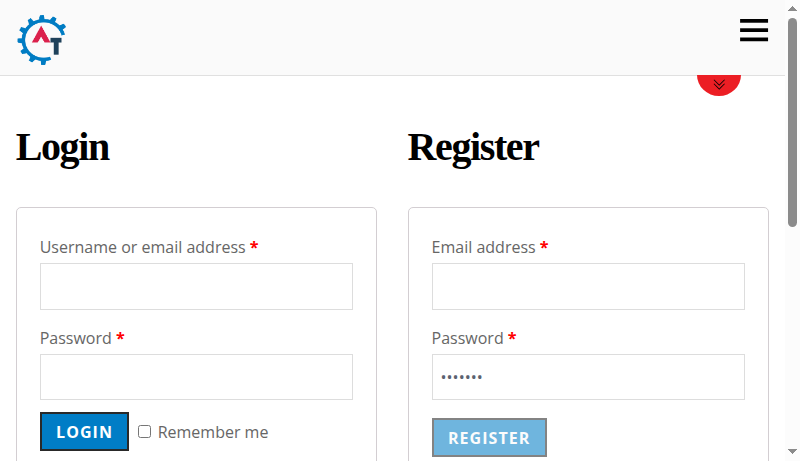 AT
Login
Username or email address *
Password *
LOGIN
Remember me
Register
Email address *
Password *
•••••••
REGISTER